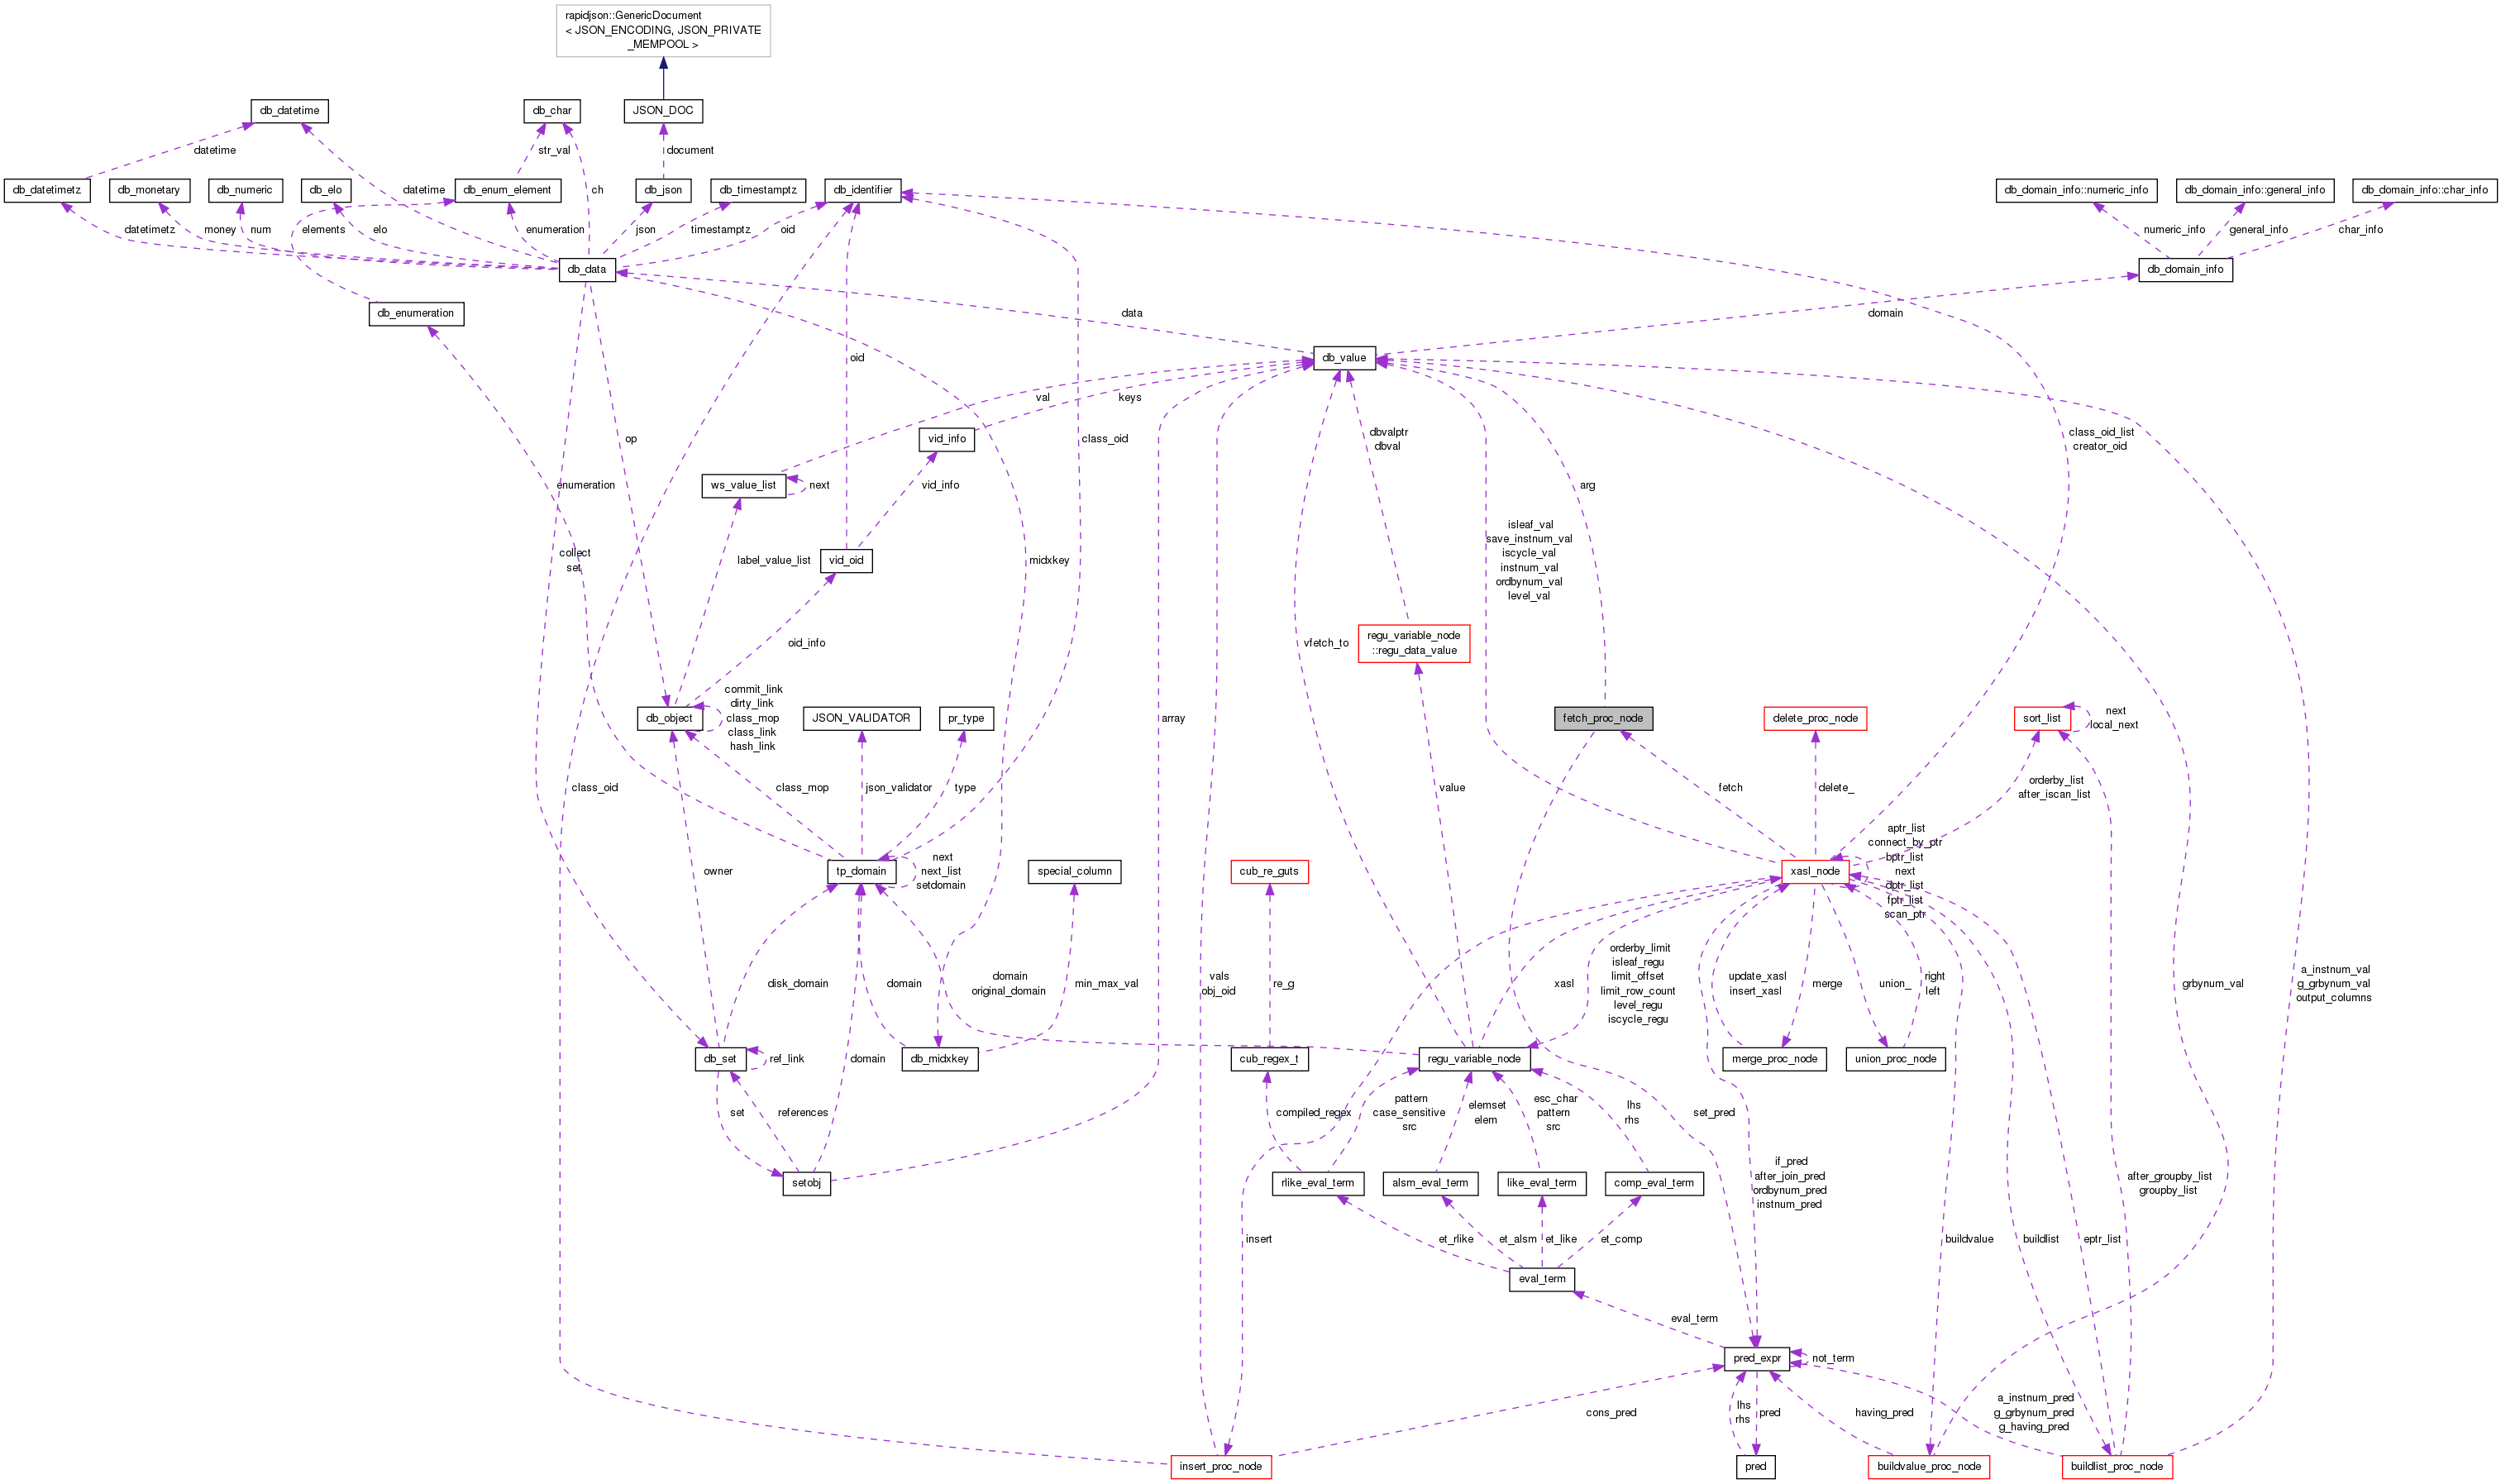 rapidjson::GenericDocument
< JSON_ENCODING, JSON_PRIVATE
_MEMPOOL >
db_datetime
db_char
JSON_DOC
datetime
str_val
document
db_datetimetz
db_monetary
db_numeric
db_elo
db_enum_element
datetime
ch
db_json
db_timestamptz
db_identifier
db_domain_info::numeric_info
db_domain_info::general_info
db_domain_info::char_info
datetimetz
money
num
elements
elo
enumeration
json
timestamptz
oid
numeric_info
general_info
char_info
db_data
db_domain_info
db_enumeration
data
domain
db_value
oid
val
keys
op
vid_info
class_oid
dbvalptr
dbval
class_oid_list
creator_oid
enumeration
ws_value_list
next
vid_info
arg
collect
set
label_value_list
vid_oid
midxkey
isleaf_val
save_instnum_val
iscycle_val
instnum_val
ordbynum_val
level_val
oid_info
vfetch_to
regu_variable_node
::regu_data_value
db_object
commit_link
dirty_link
class_mop
class_link
hash_link
JSON_VALIDATOR
pr_type
array
fetch_proc_node
delete_proc_node
sort_list
next
local_next
class_oid
class_mop
json_validator
type
value
fetch
delete_
orderby_list
after_iscan_list
owner
tp_domain
next
next_list
setdomain
special_column
cub_re_guts
xasl_node
aptr_list
connect_by_ptr
bptr_list
next
dptr_list
fptr_list
scan_ptr
disk_domain
domain
domain
original_domain
min_max_val
vals
obj_oid
re_g
xasl
orderby_limit
isleaf_regu
limit_offset
limit_row_count
level_regu
iscycle_regu
update_xasl
insert_xasl
merge
union_
right
left
grbynum_val
a_instnum_val
g_grbynum_val
output_columns
db_set
ref_link
domain
db_midxkey
cub_regex_t
regu_variable_node
merge_proc_node
union_proc_node
set
references
compiled_regex
pattern
case_sensitive
src
elemset
elem
esc_char
pattern
src
lhs
rhs
set_pred
setobj
rlike_eval_term
alsm_eval_term
like_eval_term
comp_eval_term
if_pred
after_join_pred
ordbynum_pred
instnum_pred
after_groupby_list
groupby_list
insert
et_rlike
et_alsm
et_like
et_comp
buildvalue
buildlist
eptr_list
eval_term
eval_term
pred_expr
not_term
cons_pred
lhs
rhs
pred
having_pred
a_instnum_pred
g_grbynum_pred
g_having_pred
insert_proc_node
pred
buildvalue_proc_node
buildlist_proc_node